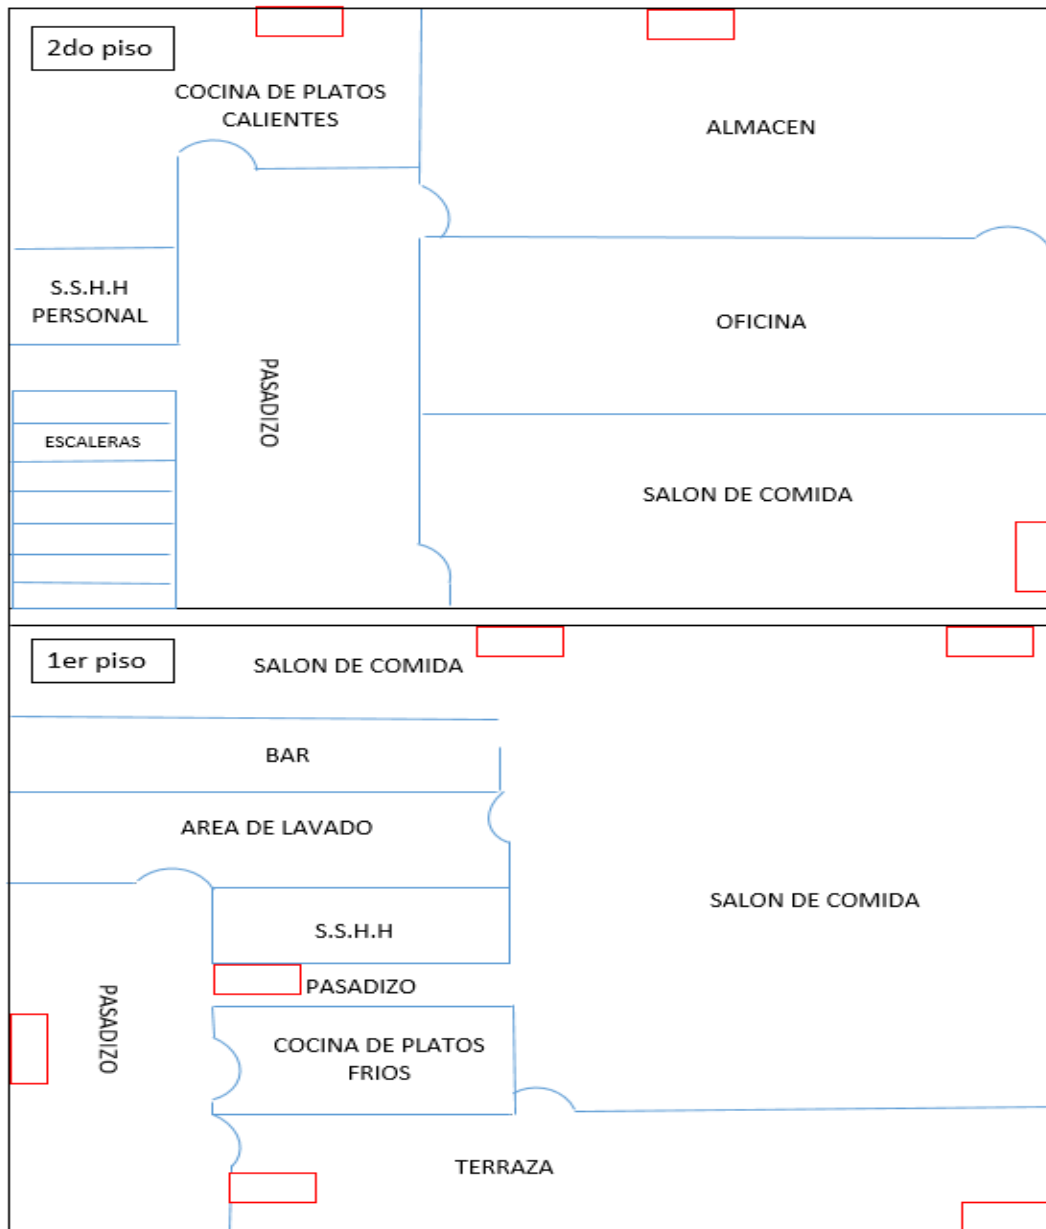 2do piso
COCINA DE PLATOS
CALIENTES
ALMACEN
S.S.H.H
PERSONAL
OFICINA
PASADIZO
ESCALERAS
SALON DE COMIDA
1er piso
SALON DE COMIDA
BAR
AREA DE LAVADO
SALON DE COMIDA
S.S.H.H
PASADIZO
PASADIZO
COCINA DE PLATOS
FRIOS
TERRAZA